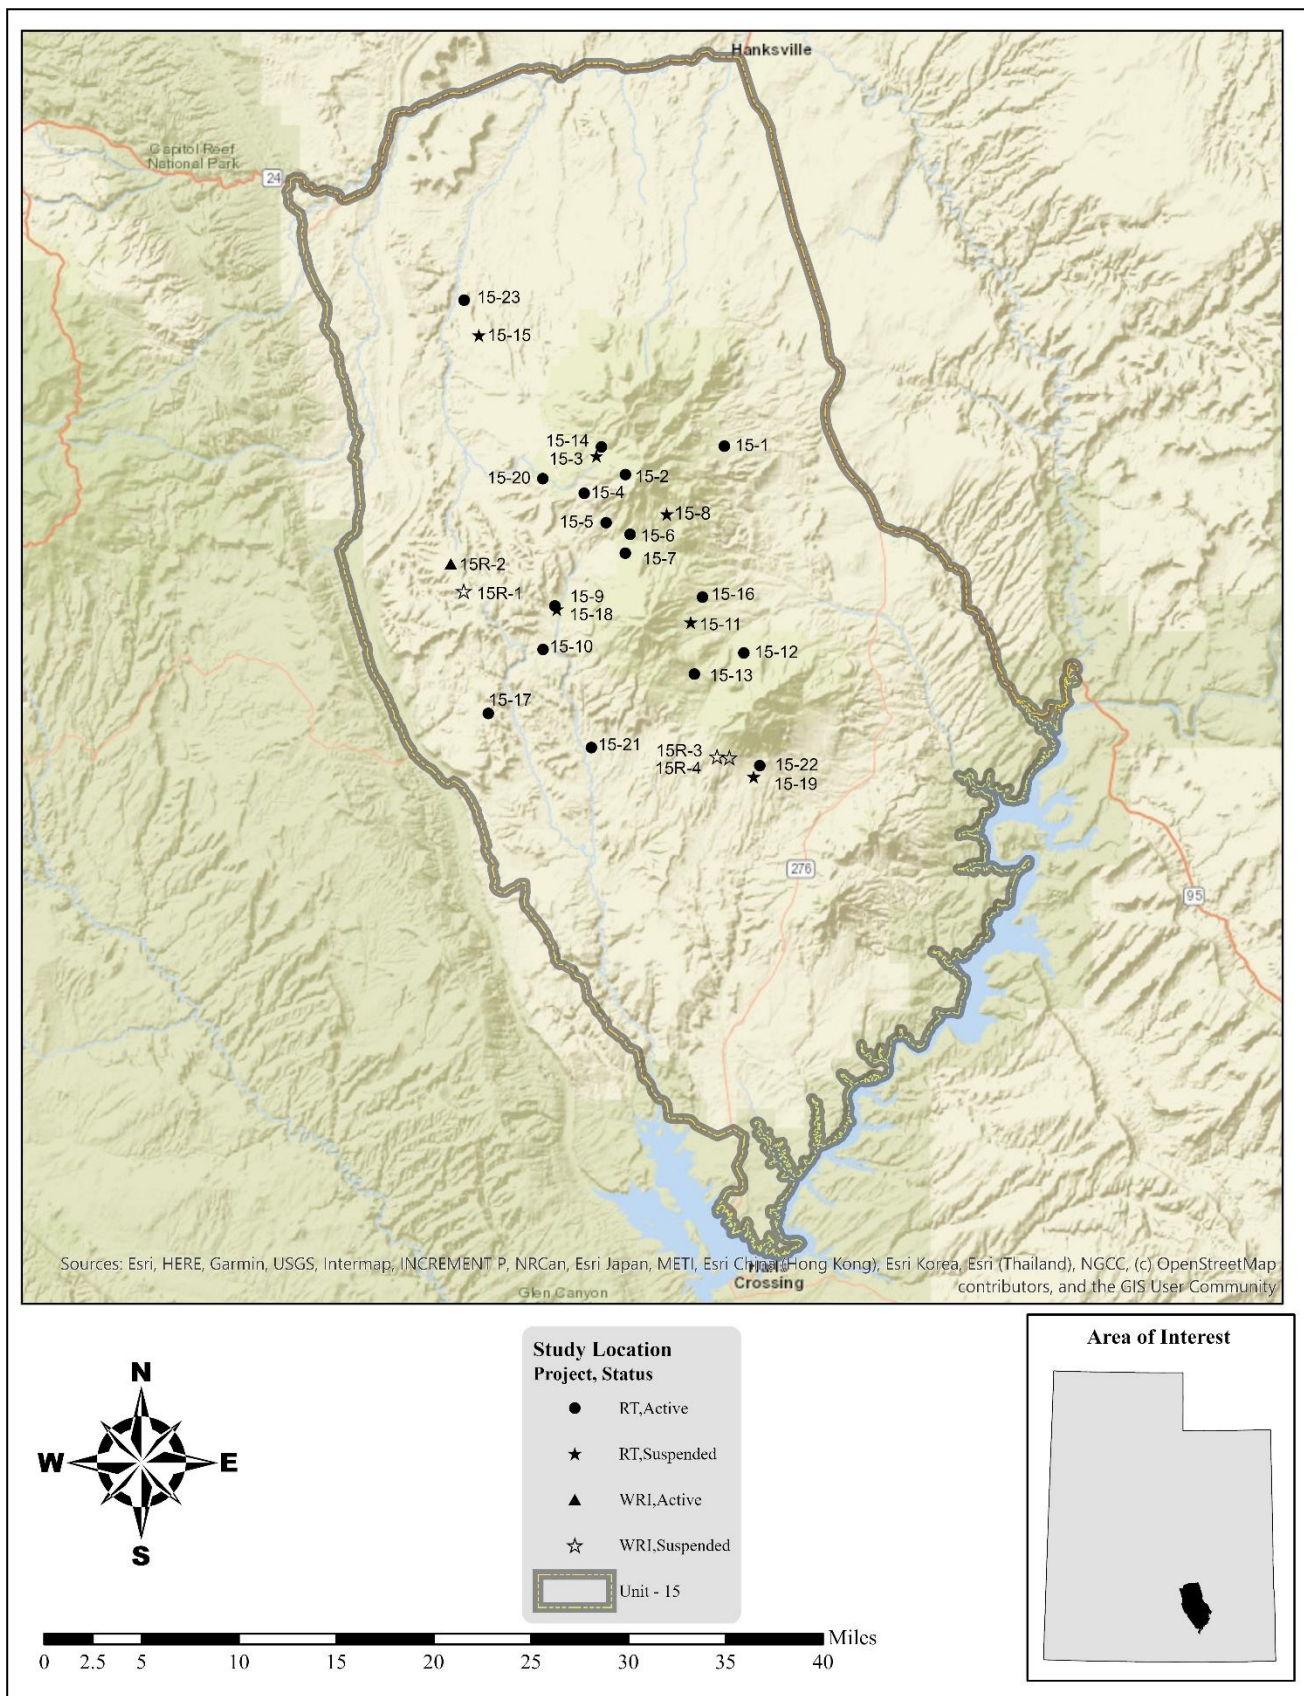 Hanksville
Capitol Reef
National Park
24
15-23
15-15
15-14
15-1
15-3
15-2
15-20
15-4
15-8
15-5
15-6
15-7
15R-2
15R-1
15-9
15-16
15-18
15-11
15-10
15-12
15-13
15-17
15-21
15R-3
15R-4
15-22
15-19
276
95
Sources: Esri, HERE, Garmin, USGS, Intermap, INCREMENT P, NRCan, Esri Japan, METI, Esri China (Hong Kong), Esri Korea, Esri (Thailand), NGCC, (c) OpenStreetMap
contributors, and the GIS User Community
Crossing
Glen Canyon
Study Location
Project, Status
RT,Active
RT,Suspended
WRI,Active
WRI,Suspended
Unit - 15
N
W E
S
Miles
0 2.5 5 10 15 20 25 30 35 40
Area of Interest